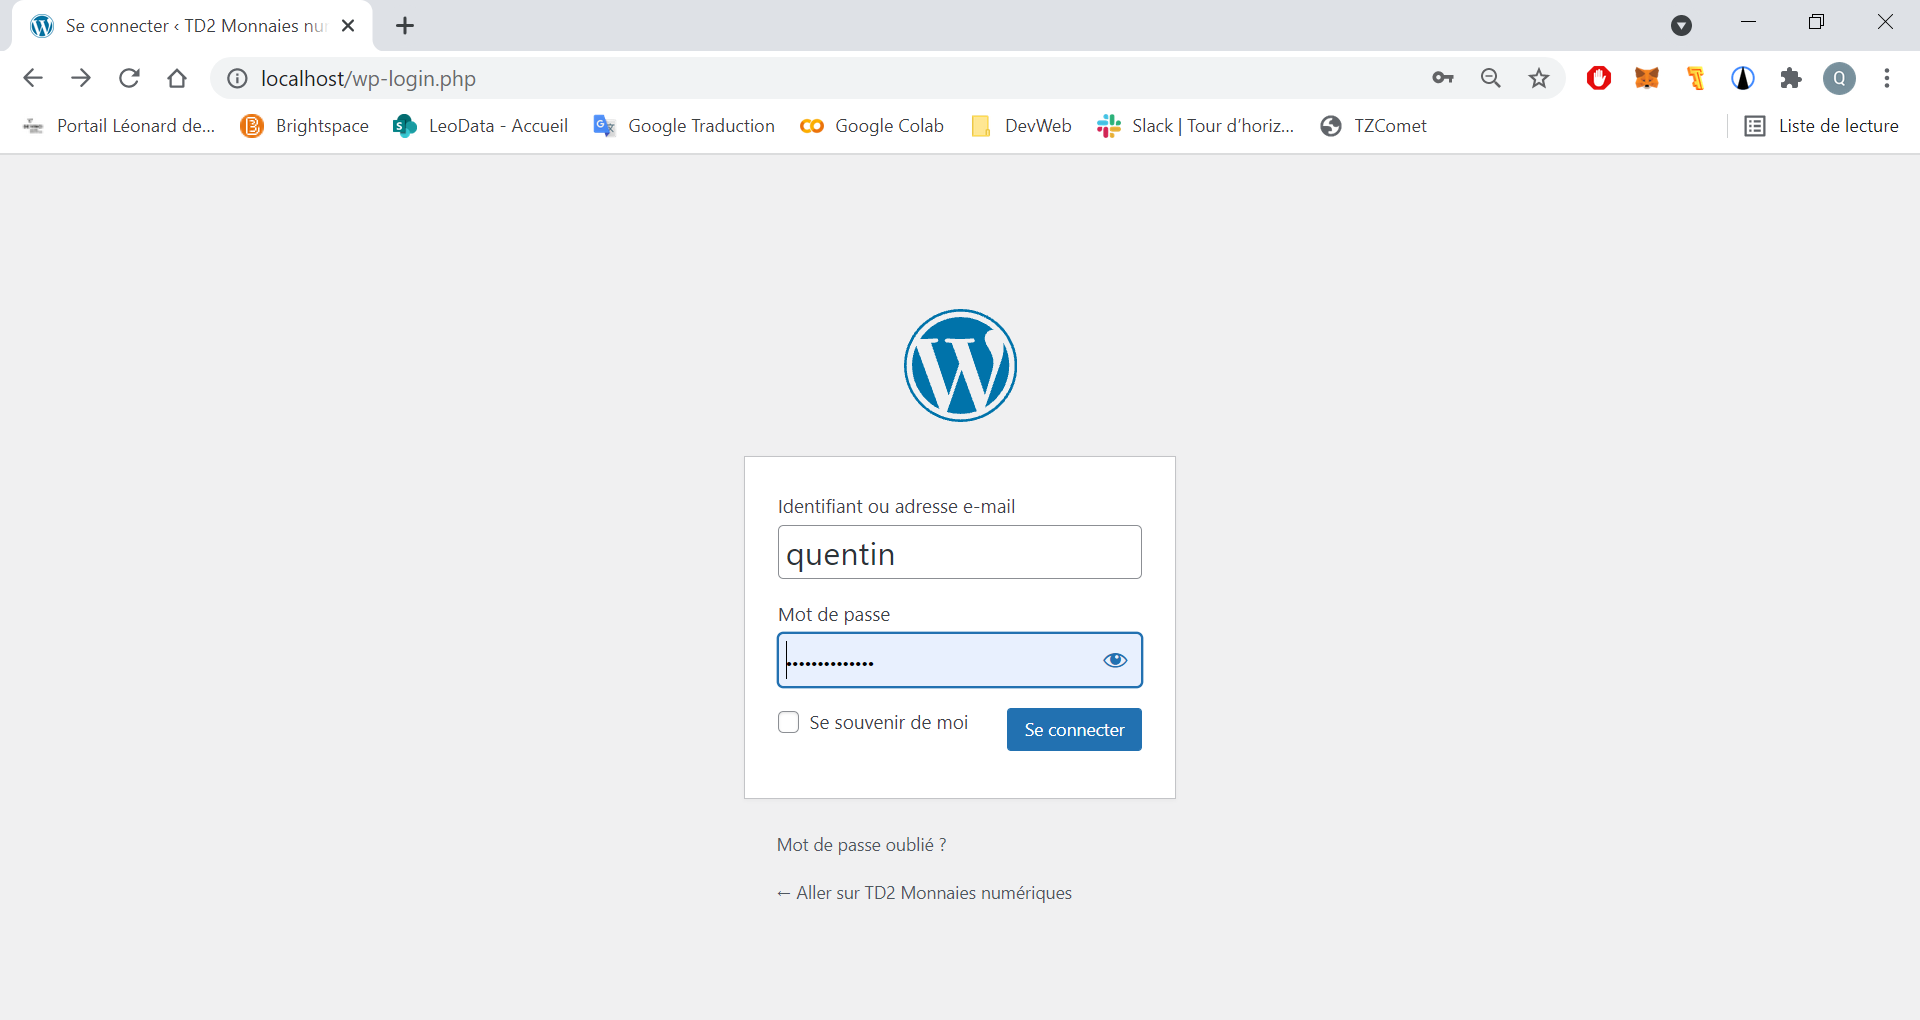 Se connecter ‹ TD2 Monnaies nu
localhost/wp-login.php
Q
Portail Léonard de... Brightspace LeoData - Accueil Google Traduction Google Colab DevWeb Slack | Tour d'horiz... TZComet Liste de lecture
Identifiant ou adresse e-mail
quentin
Mot de passe
Se souvenir de moi Se connecter
Mot de passe oublié ?
← Aller sur TD2 Monnaies numériques